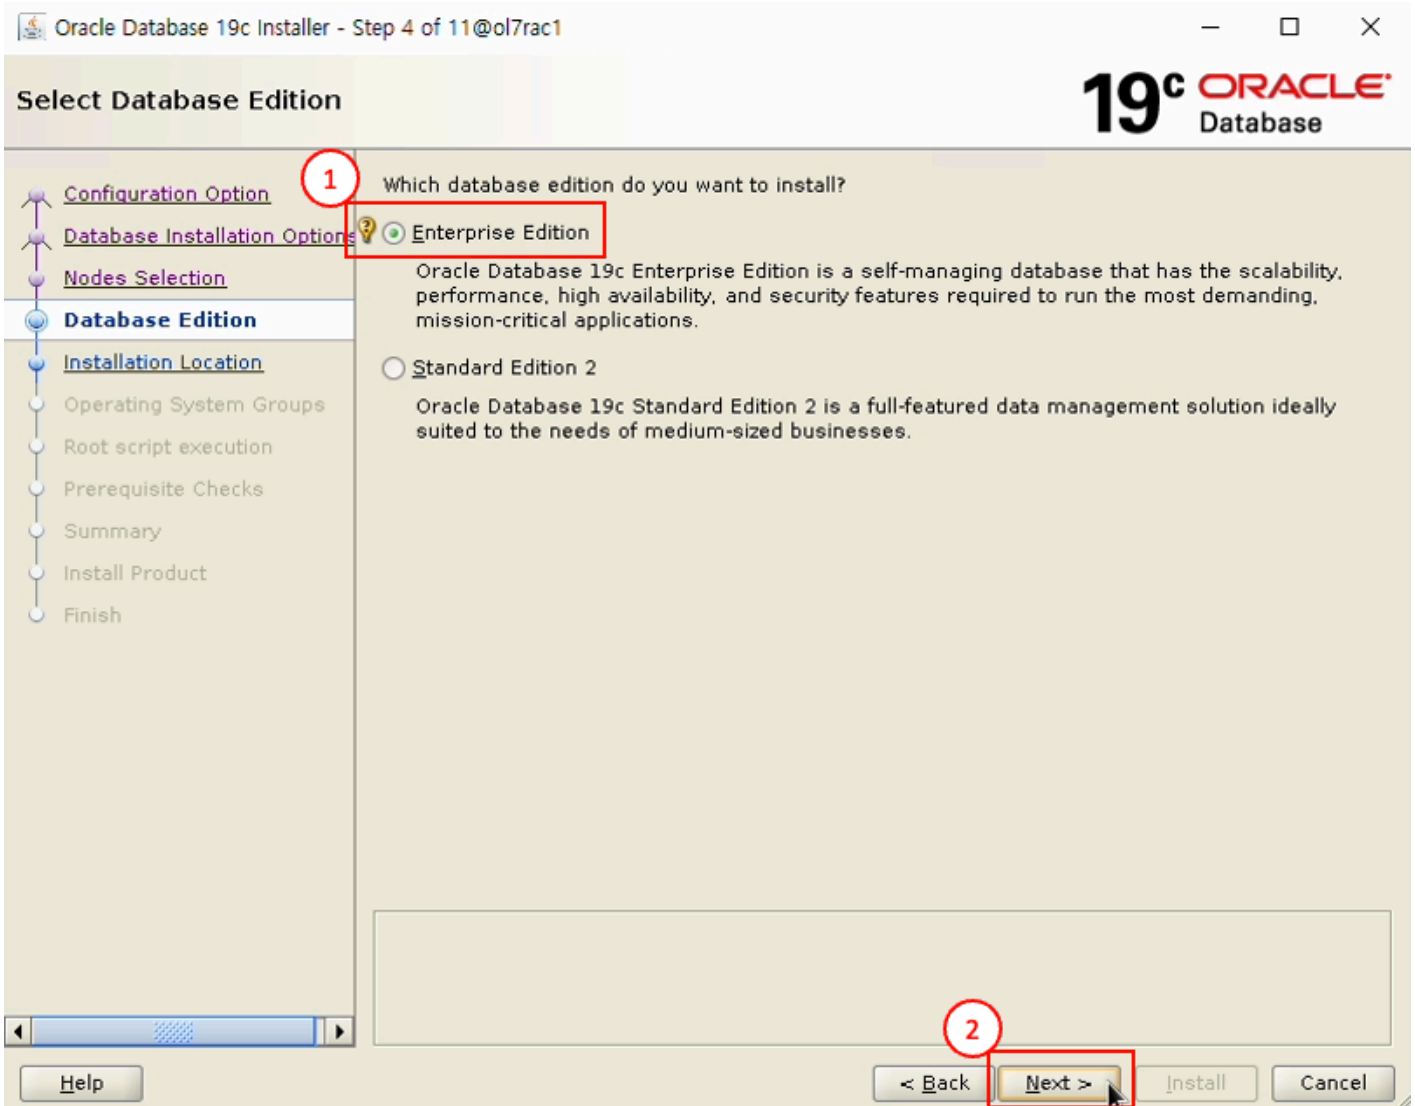 Oracle Database 19c Installer - Step 4 of 11@ol7rac1
Select Database Edition
19c ORACLE
Database
Configuration Option
Database Installation Options
Nodes Selection
Database Edition
Installation Location
Operating System Groups
Root script execution
Prerequisite Checks
Summary
Install Product
Finish
1
Which database edition do you want to install?
Enterprise Edition
Oracle Database 19c Enterprise Edition is a self-managing database that has the scalability,
performance, high availability, and security features required to run the most demanding,
mission-critical applications.
Standard Edition 2
Oracle Database 19c Standard Edition 2 is a full-featured data management solution ideally
suited to the needs of medium-sized businesses.
2
Help
< Back
Next >
Install
Cancel